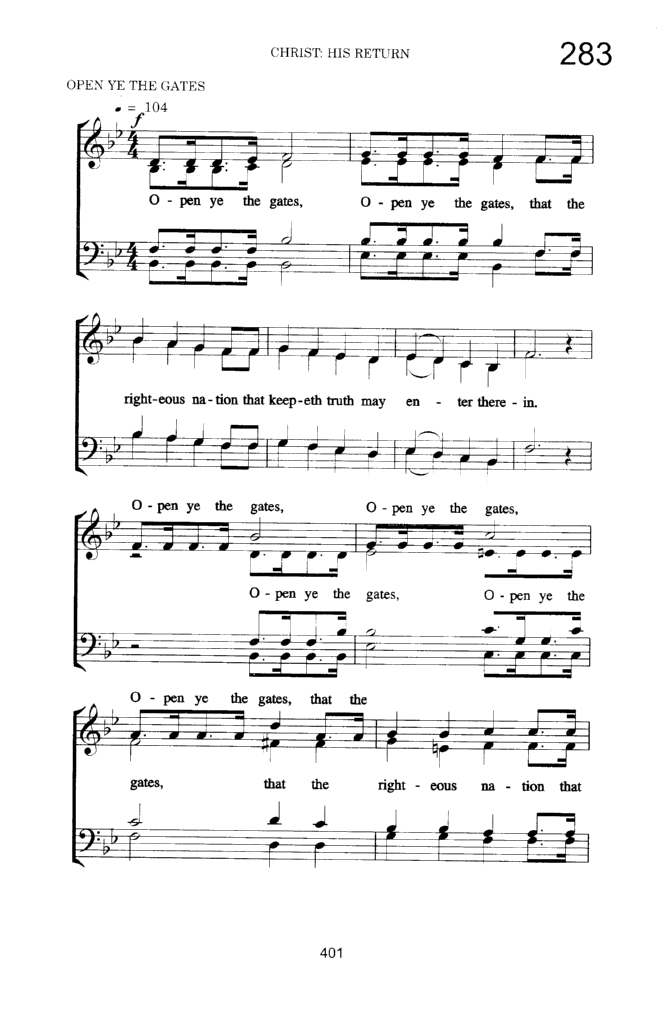 CHRIST: HIS RETURN 283
OPEN YE THE GATES
♩ = 104
f
O - pen ye the gates, O - pen ye the gates, that the
right-eous na - tion that keep-eth truth may en - ter there - in.
O - pen ye the gates, O - pen ye the gates,
O - pen ye the gates, O - pen ye the
O - pen ye the gates, that the
gates, that the right - eous na - tion that
401